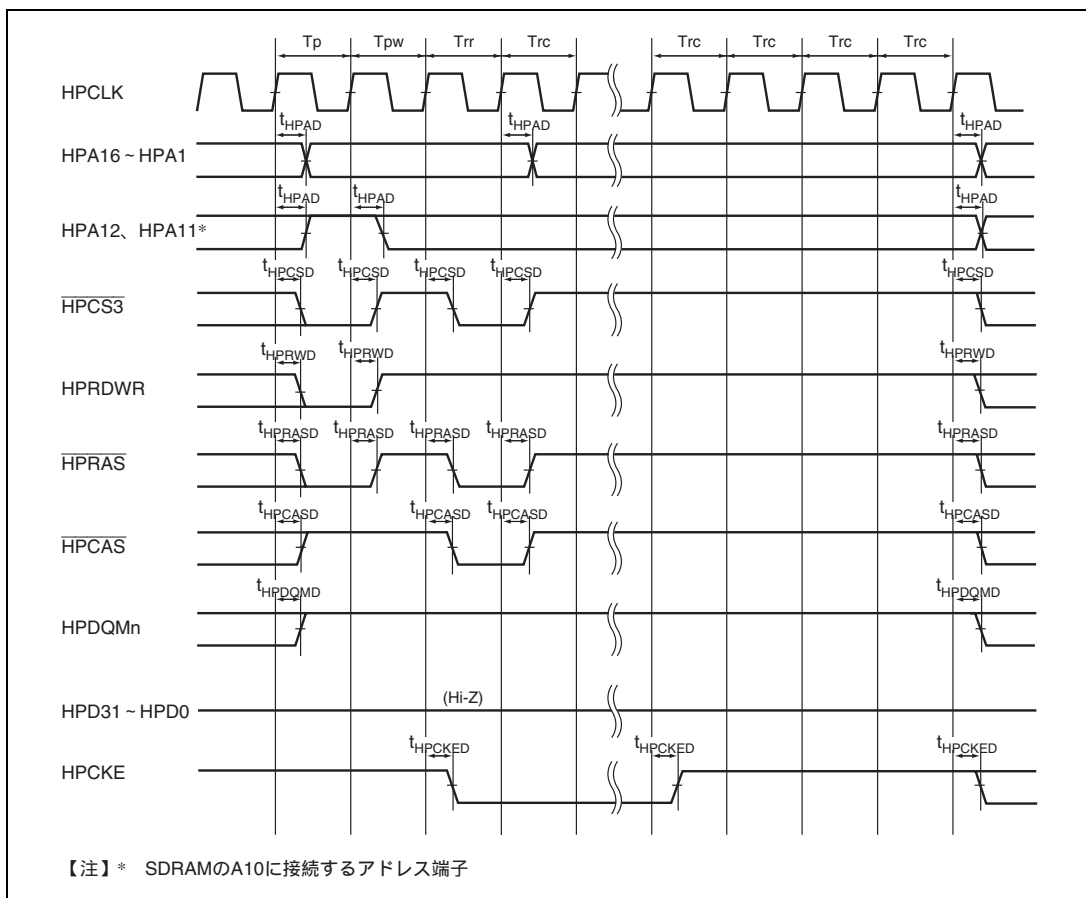 Tp Tpw Trr Trc Trc Trc Trc Trc
HPCLK
tHPAD tHPAD tHPAD
HPA16 ~ HPA1
tHPAD tHPAD tHPAD
HPA12、HPA11*
tHPCSD tHPCSD tHPCSD tHPCSD tHPCSD
HPCS3
tHPRWD tHPRWD tHPRWD
HPRDWR
tHPRASD tHPRASD tHPRASD tHPRASD tHPRASD
HPRAS
tHPCASD tHPCASD tHPCASD tHPCASD
HPCAS
tHPDQMD tHPDQMD
HPDQMn
(Hi-Z)
HPD31 ~ HPD0
tHPCKED tHPCKED tHPCKED
HPCKE
【注】* SDRAMのA10に接続するアドレス端子